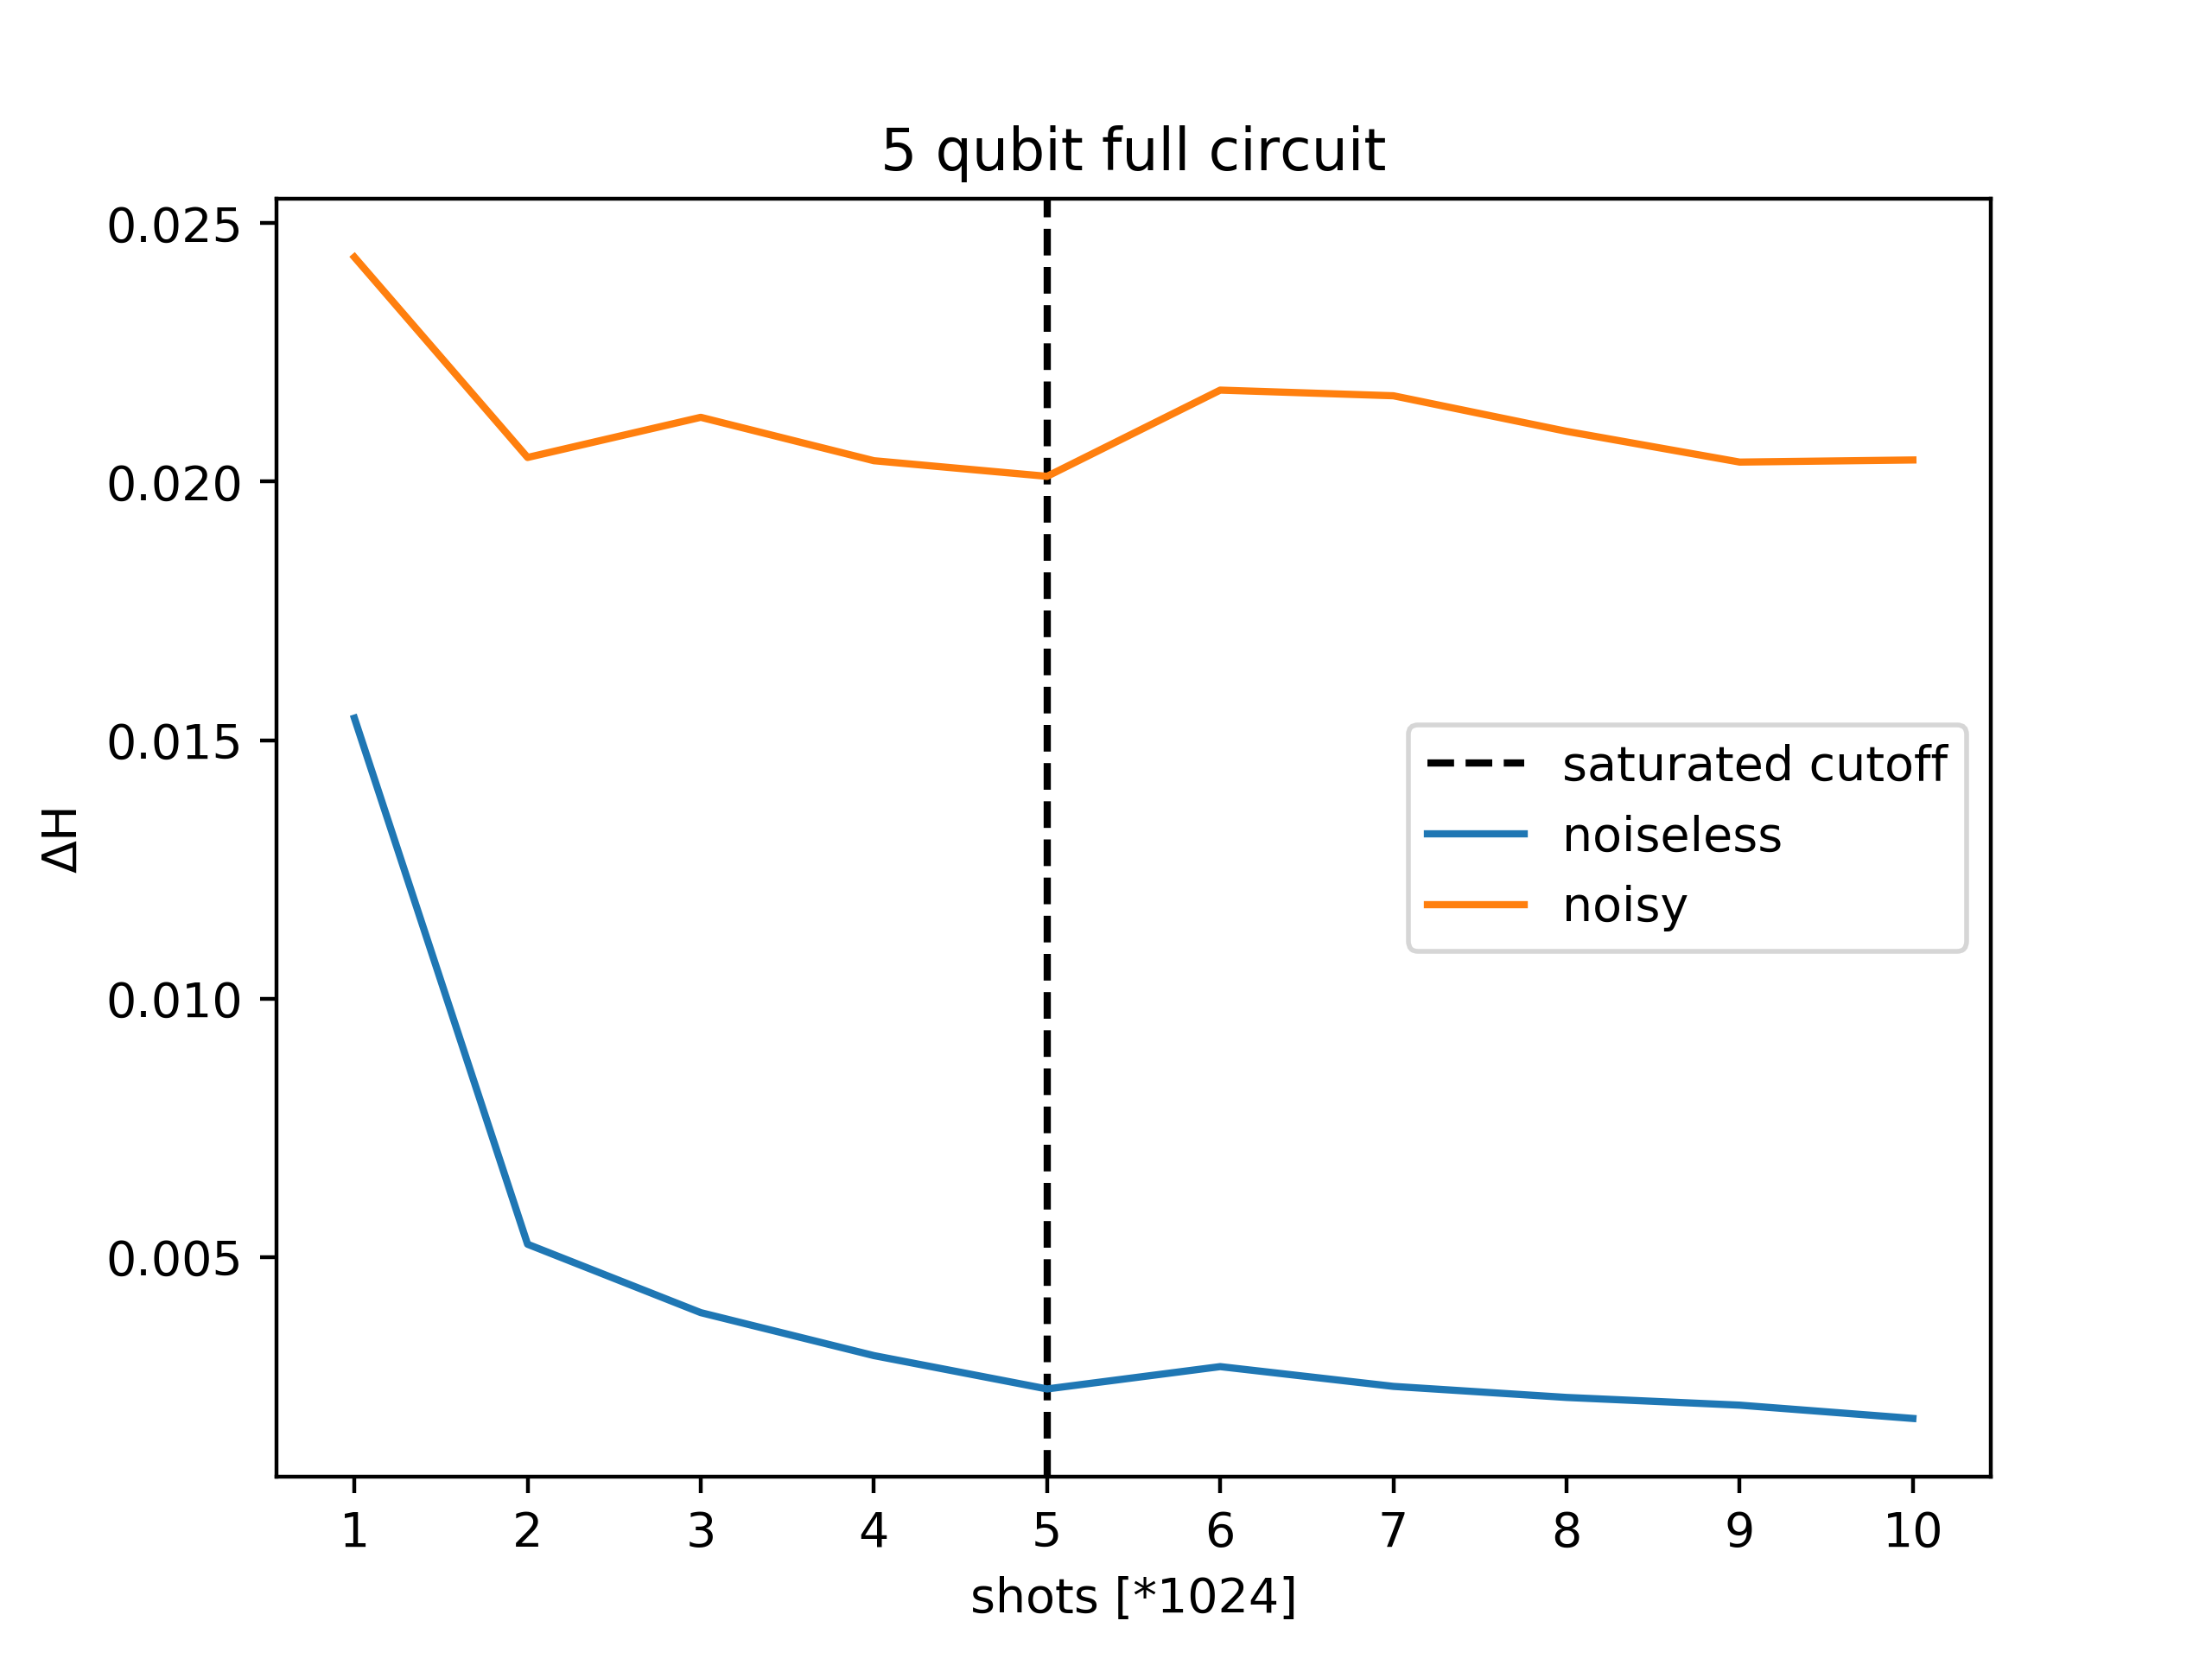 5 qubit full circuit
0.025
0.020
0.015
0.010
0.005
ΔH
saturated cutoff
noiseless
noisy
1 2 3 4 5 6 7 8 9 10
shots [*1024]